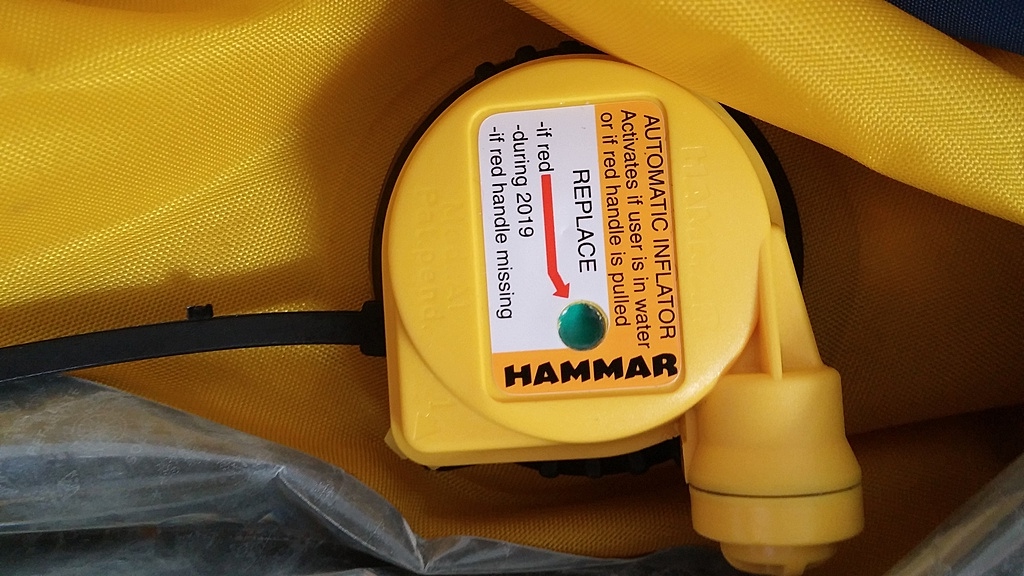 AUTOMATIC INFLATOR
Activates if user is in water
or if red handle is pulled
REPLACE
-if red
-during 2019
-if red handle missing
HAMMAR